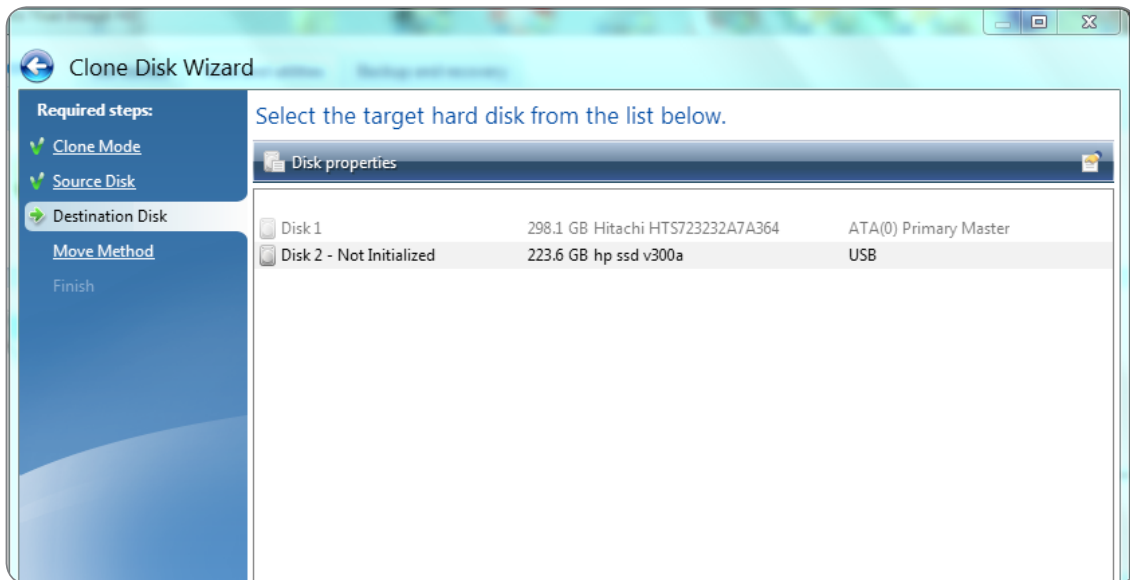 Clone Disk Wizard
Required steps:
Clone Mode
Source Disk
Destination Disk
Move Method
Finish
Select the target hard disk from the list below.
Disk properties
Disk 1 298.1 GB Hitachi HTS723232A7A364 ATA(0) Primary Master
Disk 2 - Not Initialized 223.6 GB hp ssd v300a USB